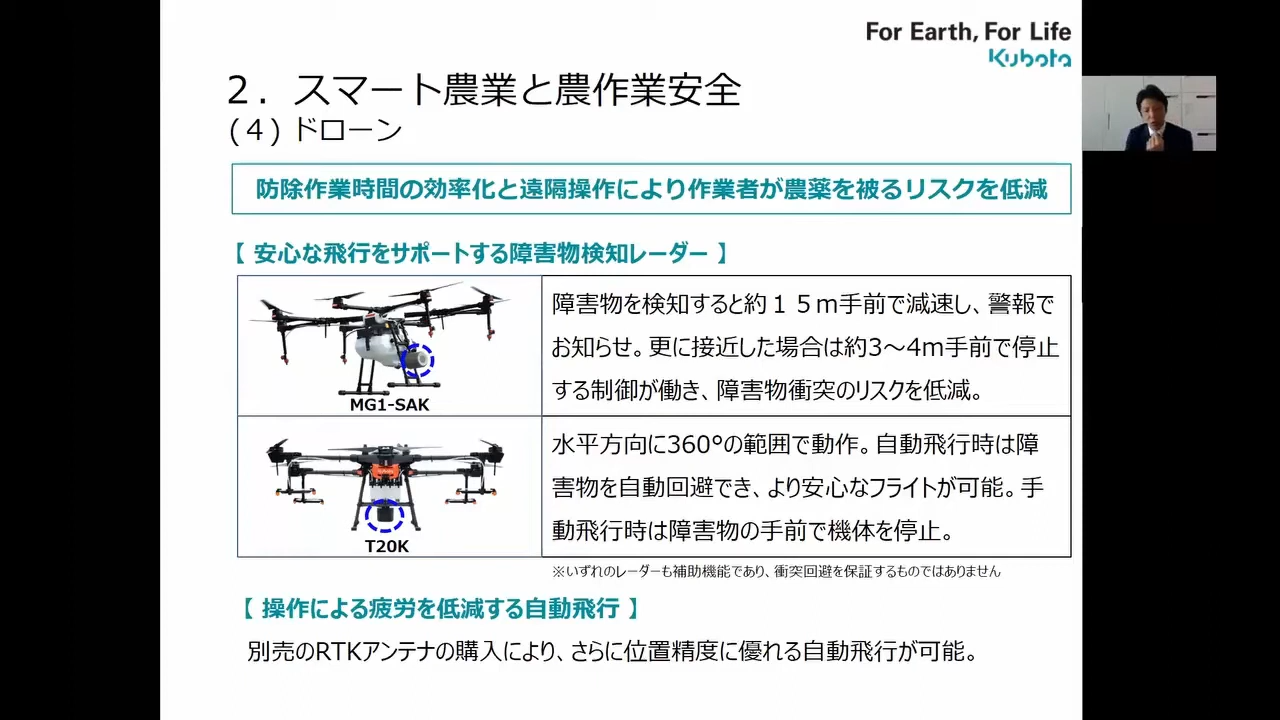 For Earth, For Life
Kubota
2．スマート農業と農作業安全
(４) ドローン
防除作業時間の効率化と遠隔操作により作業者が農薬を被るリスクを低減
【 安心な飛行をサポートする障害物検知レーダー 】
障害物を検知すると約１５ｍ手前で減速し、警報で
お知らせ。更に接近した場合は約3～4ｍ手前で停止
する制御が働き、障害物衝突のリスクを低減。
MG1-SAK
水平方向に360°の範囲で動作。自動飛行時は障
害物を自動回避でき、より安心なフライトが可能。手
動飛行時は障害物の手前で機体を停止。
T20K
※いずれのレーダーも補助機能であり、衝突回避を保証するものではありません
【 操作による疲労を低減する自動飛行 】
別売のRTKアンテナの購入により、さらに位置精度に優れる自動飛行が可能。